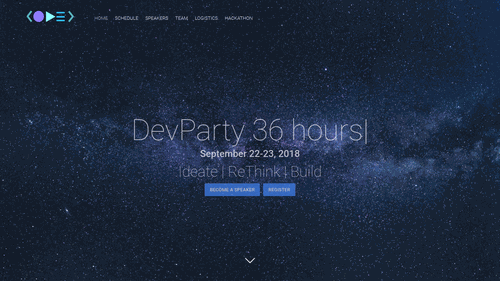 HOME SCHEDULE SPEAKERS TEAM LOGISTICS HACKATHON
DevParty 36 hours|
September 22-23, 2018
Ideate | ReThink | Build
BECOME A SPEAKER REGISTER